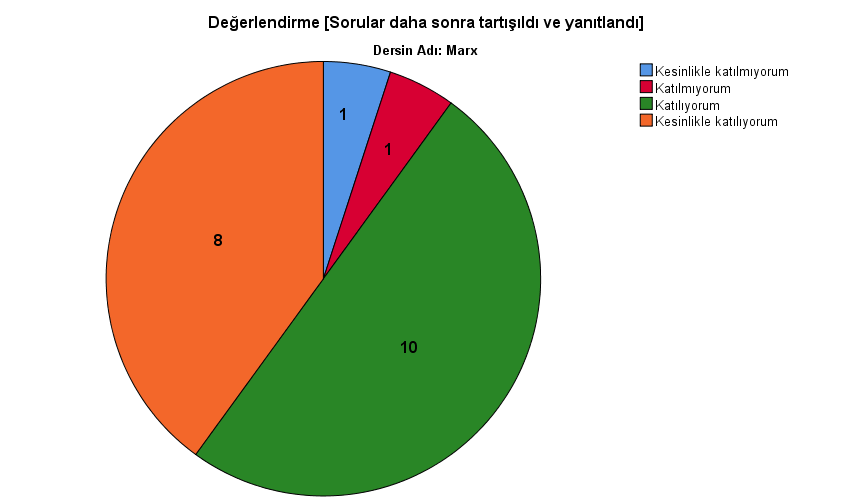 Değerlendirme [Sorular daha sonra tartışıldı ve yanıtlandı]
Dersin Adı: Marx
Kesinlikle katılmıyorum
Katılmıyorum
Katılıyorum
Kesinlikle katılıyorum
1
1
8
10